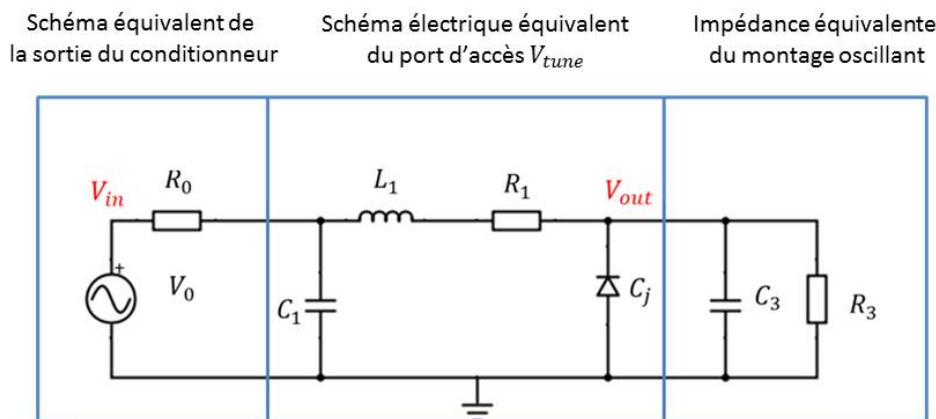 Schéma équivalent de
la sortie du conditionneur
Schéma électrique équivalent
du port d'accès V_tune
Impédance équivalente
du montage oscillant
V_in
R_0
L_1
R_1
V_out
+
V_0
C_1
C_j
C_3
R_3